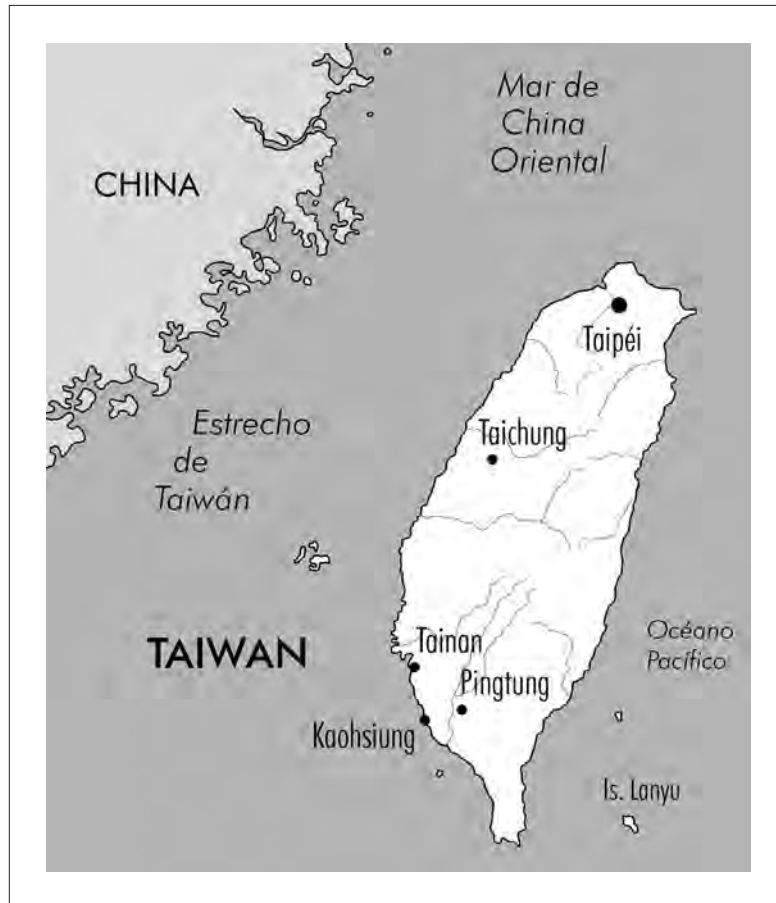 Mar de
China
Oriental
CHINA
Taipéi
Estrecho
de
Taiwán
Taichung
TAIWAN
Tainan
Pingtung
Kaohsiung
Océano
Pacífico
Is. Lanyu